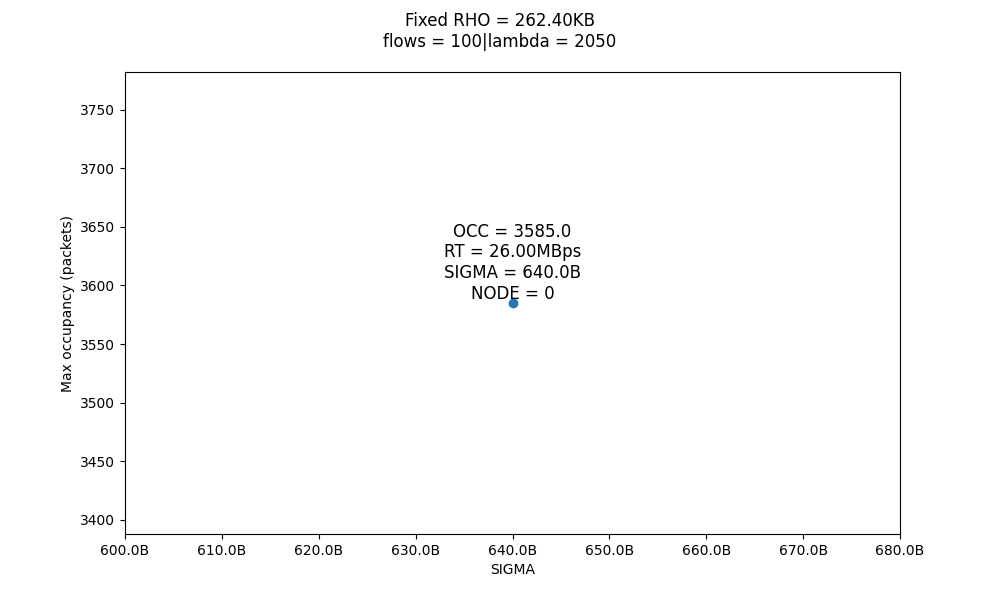 Fixed RHO = 262.40KB
flows = 100|lambda = 2050
3750
3700
3650
3600
3550
3500
3450
3400
Max occupancy (packets)
OCC = 3585.0
RT = 26.00MBps
SIGMA = 640.0B
NODE = 0
600.0B 610.0B 620.0B 630.0B 640.0B 650.0B 660.0B 670.0B 680.0B
SIGMA